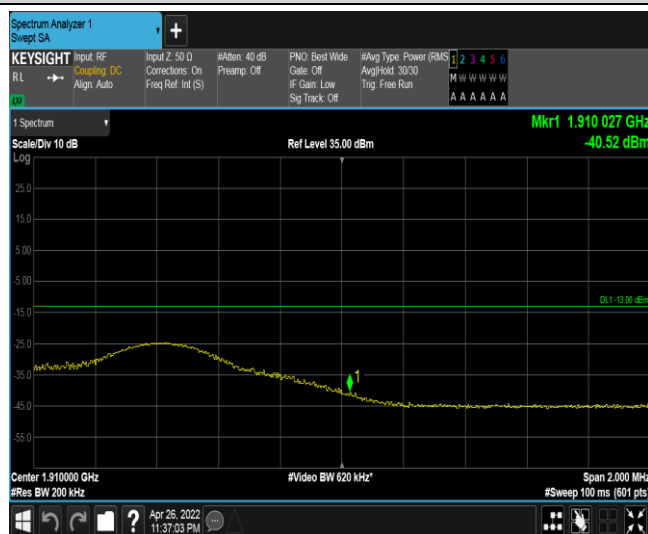 Spectrum Analyzer 1
Swept SA
KEYSIGHT
RL
LXI
Input: RF
Coupling: DC
Align: Auto
Input Z: 50 Ω
Corrections: On
Freq Ref: Int (S)
#Atten: 40 dB
Preamp: Off
PNO: Best Wide
Gate: Off
IF Gain: Low
Sig Track: Off
#Avg Type: Power (RMS
Avg|Hold: 30/30
Trig: Free Run
1 2 3 4 5 6
M W W W W W
A A A A A A
1 Spectrum
Scale/Div 10 dB
Ref Level 35.00 dBm
Mkr1 1.910 027 GHz
-40.52 dBm
Log
25.0
15.0
5.00
-5.00
DL1 -13.00 dBm
-15.0
-25.0
-35.0
1
-45.0
-55.0
Center 1.910000 GHz
#Video BW 620 kHz*
Span 2.000 MHz
#Res BW 200 kHz
#Sweep 100 ms (601 pts)
?
Apr 26, 2022
11:37:03 PM